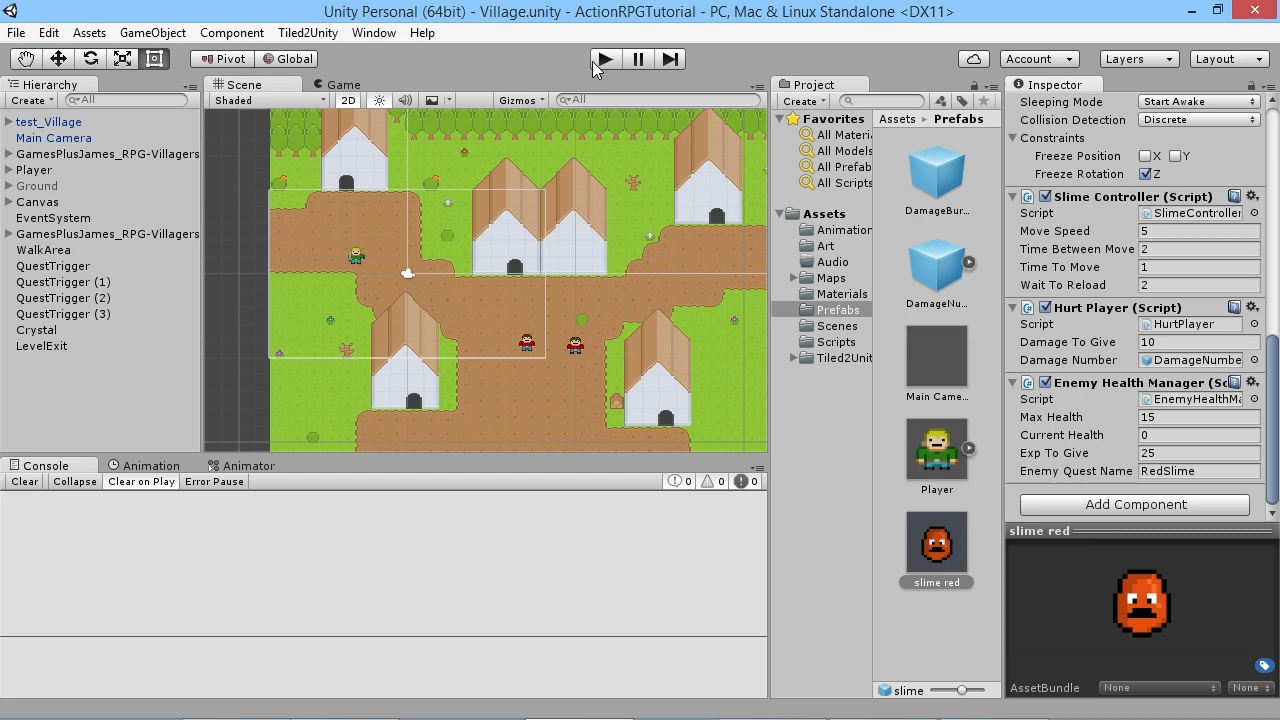 Unity Personal (64bit) - Village.unity - ActionRPGTutorial - PC, Mac & Linux Standalone <DX11>
File Edit Assets GameObject Component Tiled2Unity Window Help
Pivot Global Account Layers Layout
Hierarchy
Create All
test_Village
Main Camera
GamesPlusJames_RPG-Villagers
Player
Ground
Canvas
EventSystem
GamesPlusJames_RPG-Villagers
WalkArea
QuestTrigger
QuestTrigger (1)
QuestTrigger (2)
QuestTrigger (3)
Crystal
LevelExit
Scene Game
Shaded 2D Gizmos All
Console Animation Animator
Clear Collapse Clear on Play Error Pause 0 0 0
Project
Create
Favorites
All Materi
All Models
All Prefab
All Scripts
Assets
Animation
Art
Audio
Maps
Materials
Prefabs
Scenes
Scripts
Tiled2Unit
Assets Prefabs
DamageBur...
DamageNu...
Main Came...
Player
slime red
slime
Inspector
Sleeping Mode Start Awake
Collision Detection Discrete
Constraints
Freeze Position X Y
Freeze Rotation Z
Slime Controller (Script)
Script SlimeController
Move Speed 5
Time Between Move 2
Time To Move 1
Wait To Reload 2
Hurt Player (Script)
Script HurtPlayer
Damage To Give 10
Damage Number DamageNumbe
Enemy Health Manager (Sc
Script EnemyHealthMa
Max Health 15
Current Health 0
Exp To Give 25
Enemy Quest Name RedSlime
Add Component
slime red
AssetBundle None None